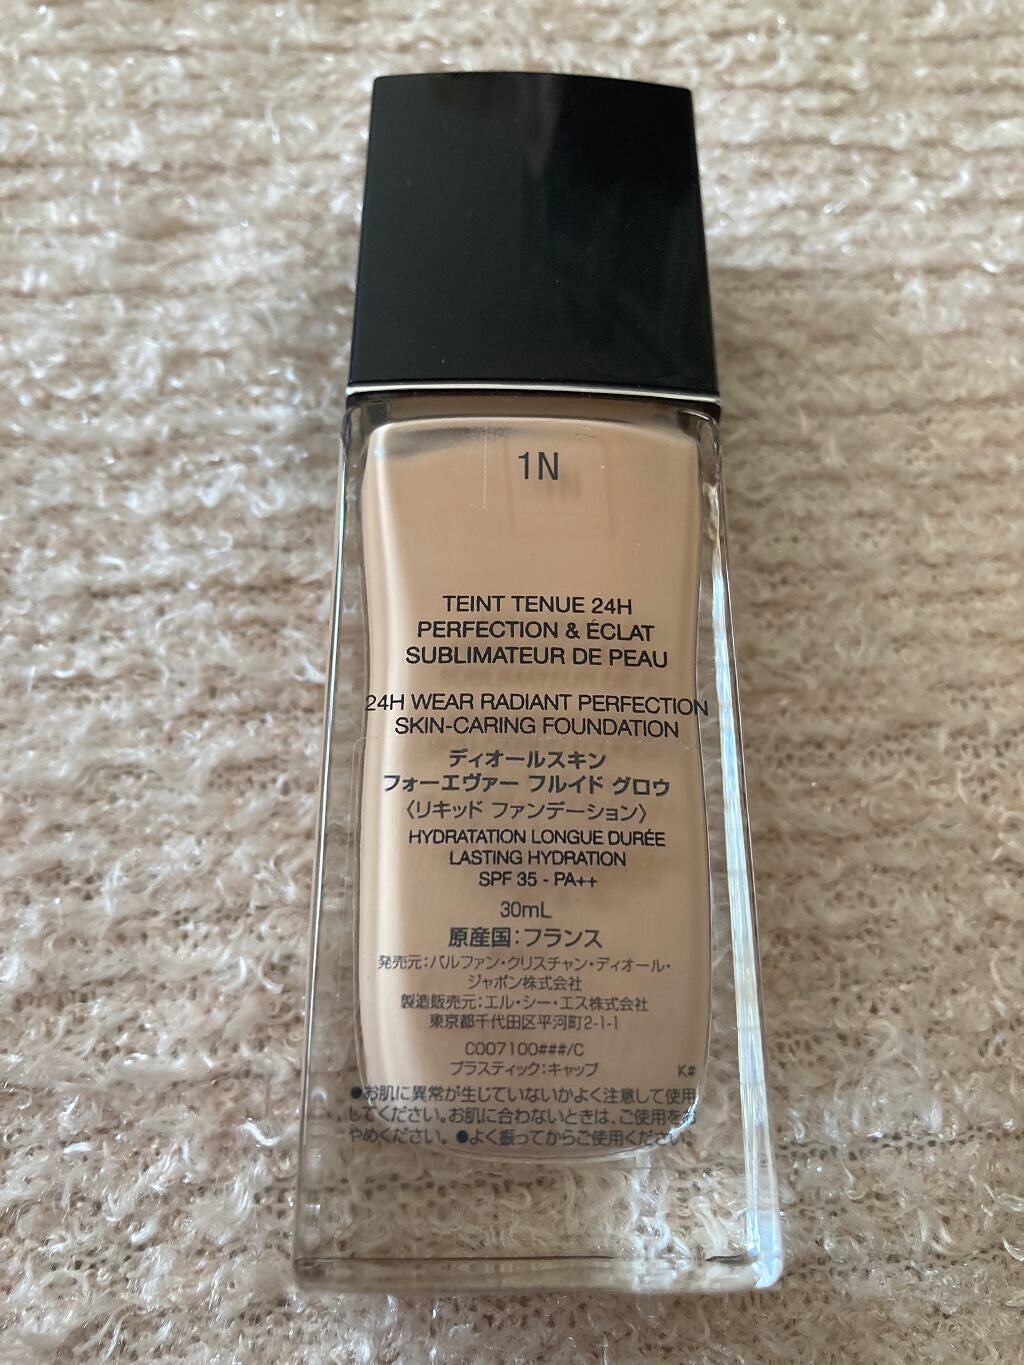 1N
TEINT TENUE 24H
PERFECTION & ÉCLAT
SUBLIMATEUR DE PEAU
24H WEAR RADIANT PERFECTION
SKIN-CARING FOUNDATION
ディオールスキン
フォーエヴァー フルイド グロウ
〈リキッド ファンデーション〉
HYDRATATION LONGUE DURÉE
LASTING HYDRATION
SPF 35 - PA++
30mL
原産国：フランス
発売元：パルファン・クリスチャン・ディオール・
ジャポン株式会社
製造販売元：エル・シー・エス株式会社
東京都千代田区平河町2-1-1
C007100###/C
プラスティック：キャップ K#
●お肌に異常が生じていないかよく注意して使用
してください。お肌に合わないときは、ご使用をお
やめください。●よく振ってからご使用ください。